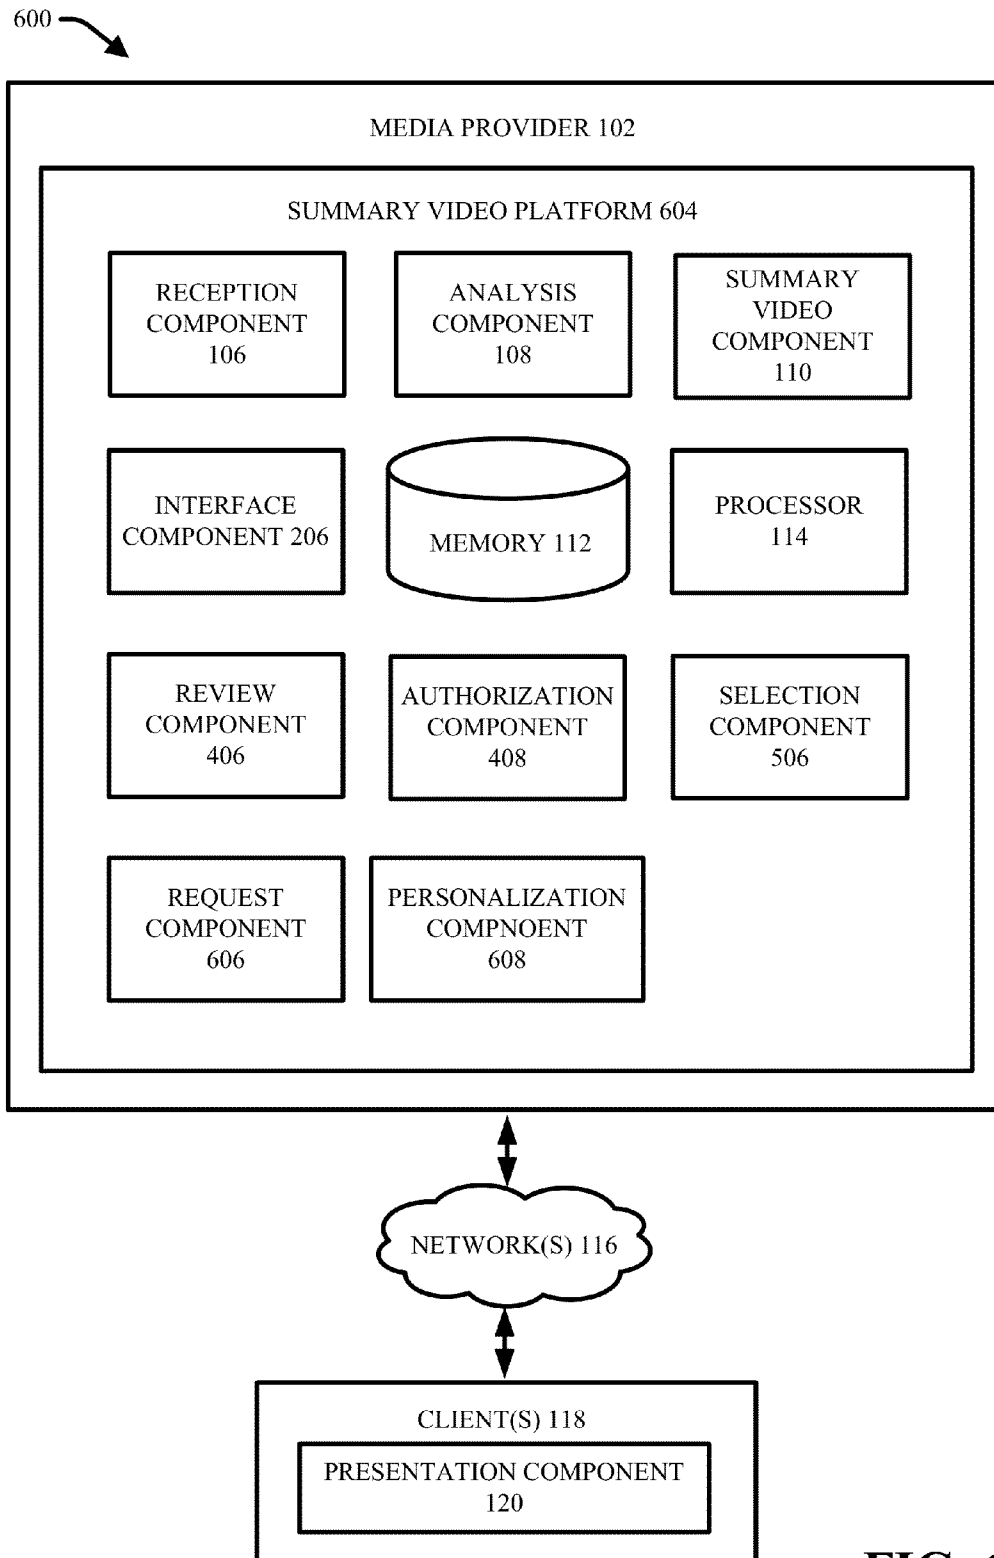 600
MEDIA PROVIDER 102
SUMMARY VIDEO PLATFORM 604
RECEPTION
COMPONENT
106
ANALYSIS
COMPONENT
108
SUMMARY
VIDEO
COMPONENT
110
INTERFACE
COMPONENT 206
MEMORY 112
PROCESSOR
114
REVIEW
COMPONENT
406
AUTHORIZATION
COMPONENT
408
SELECTION
COMPONENT
506
REQUEST
COMPONENT
606
PERSONALIZATION
COMPNOENT
608
NETWORK(S) 116
CLIENT(S) 118
PRESENTATION COMPONENT
120
FIG.